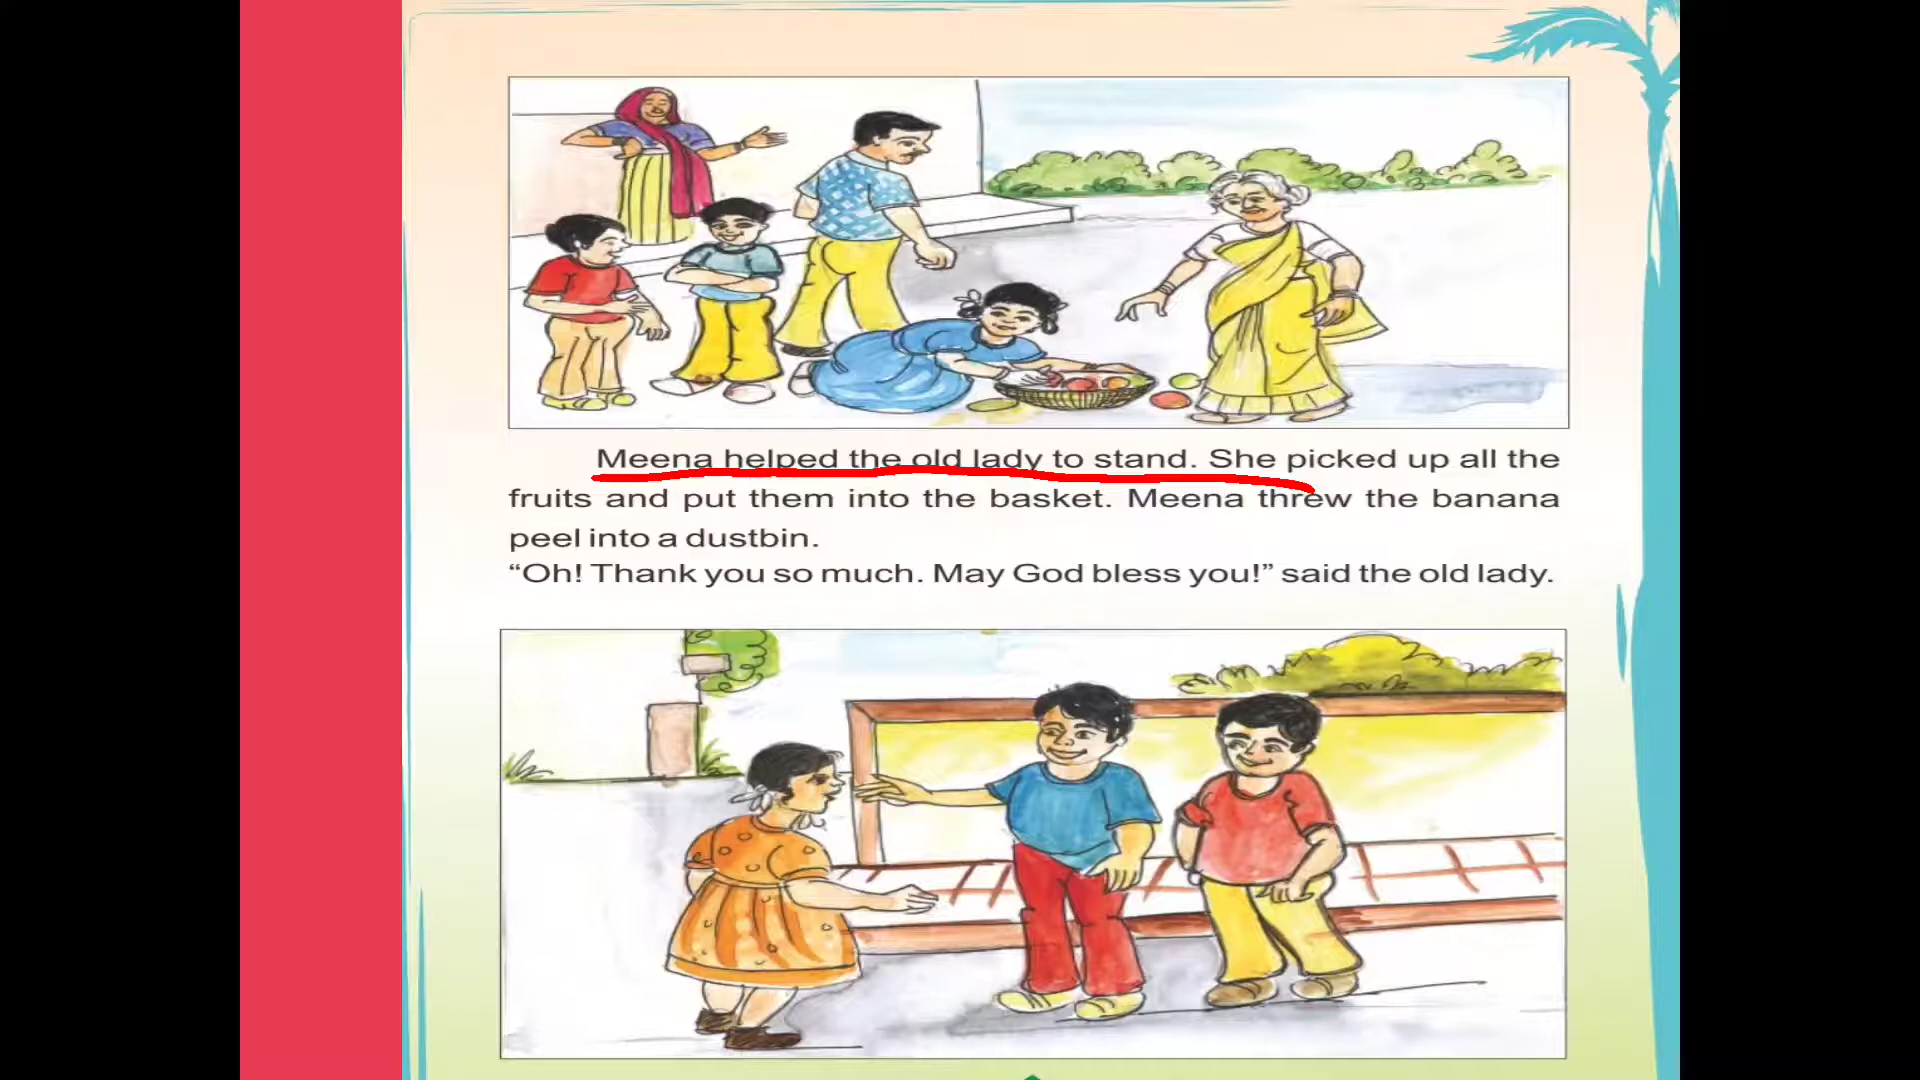 Meena helped the old lady to stand. She picked up all the
fruits and put them into the basket. Meena threw the banana
peel into a dustbin.
“Oh! Thank you so much. May God bless you!” said the old lady.